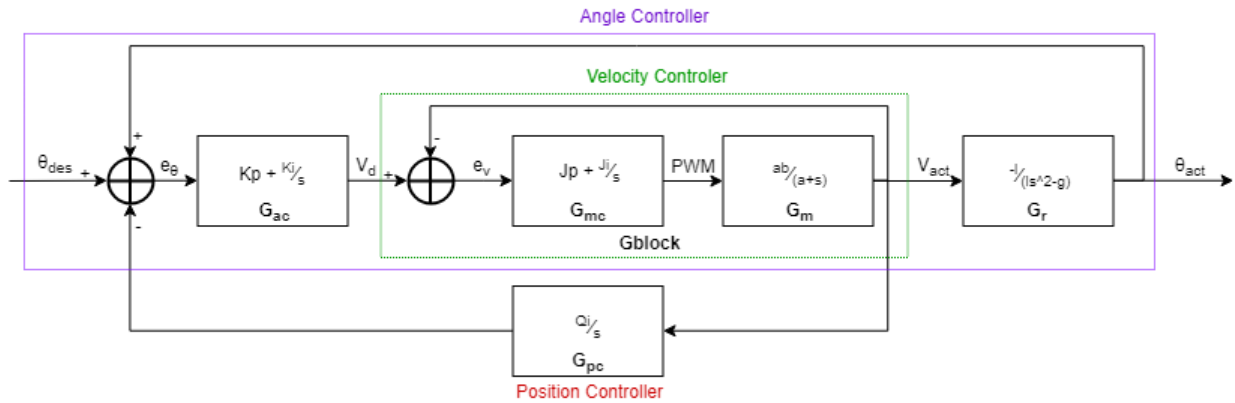 Angle Controller
Velocity Controler
+
-
θdes
+
eθ
Kp + Ki/s
Gac
Vd
+
ev
Jp + Ji/s
Gmc
PWM
ab/(a+s)
Gm
Vact
-l/(ls^2-g)
Gr
θact
-
Gblock
Qi/s
Gpc
Position Controller